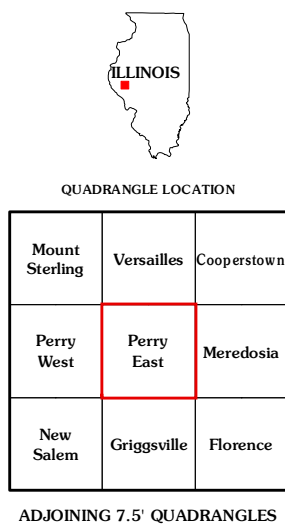 ILLINOIS
QUADRANGLE LOCATION
Mount
Sterling
Versailles
Cooperstown
Perry
West
Perry
East
Meredosia
New
Salem
Griggsville
Florence
ADJOINING 7.5' QUADRANGLES